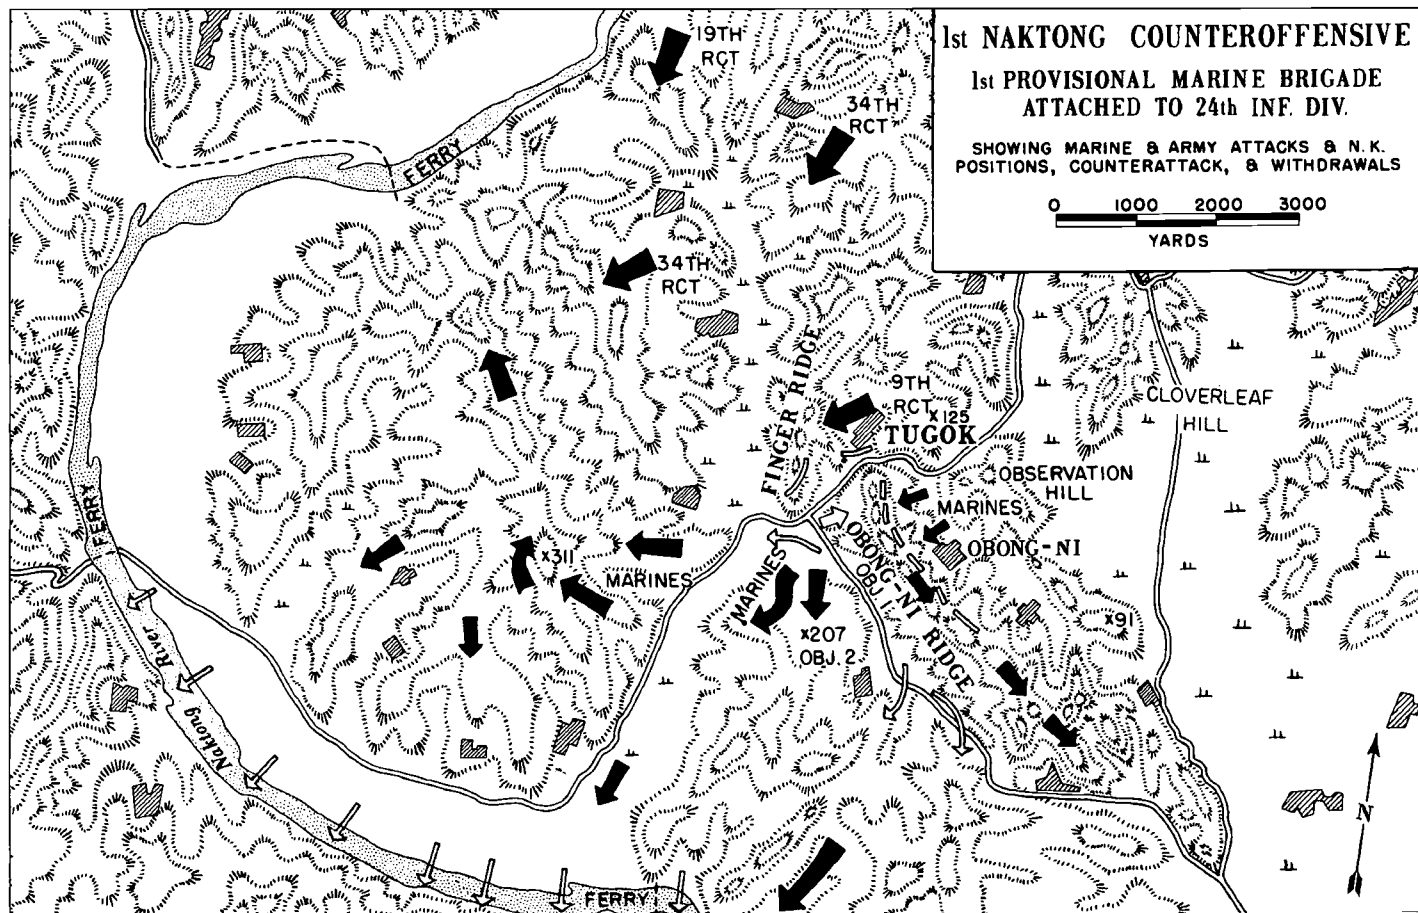 1st NAKTONG COUNTEROFFENSIVE
1st PROVISIONAL MARINE BRIGADE
ATTACHED TO 24th INF. DIV.
SHOWING MARINE & ARMY ATTACKS & N.K.
POSITIONS, COUNTERATTACK, & WITHDRAWALS
0 1000 2000 3000
YARDS
19TH
RCT
34TH
RCT
FERRY
34TH
RCT
FINGER RIDGE
9TH
RCT
x125
TUGOK
CLOVERLEAF
HILL
OBSERVATION
HILL
MARINES
OBONG-NI
OBONG-NI RIDGE
OBJ. 1
FERRY
x311
MARINES
MARINES
x207
OBJ. 2
x91
Naktong River
FERRY
N